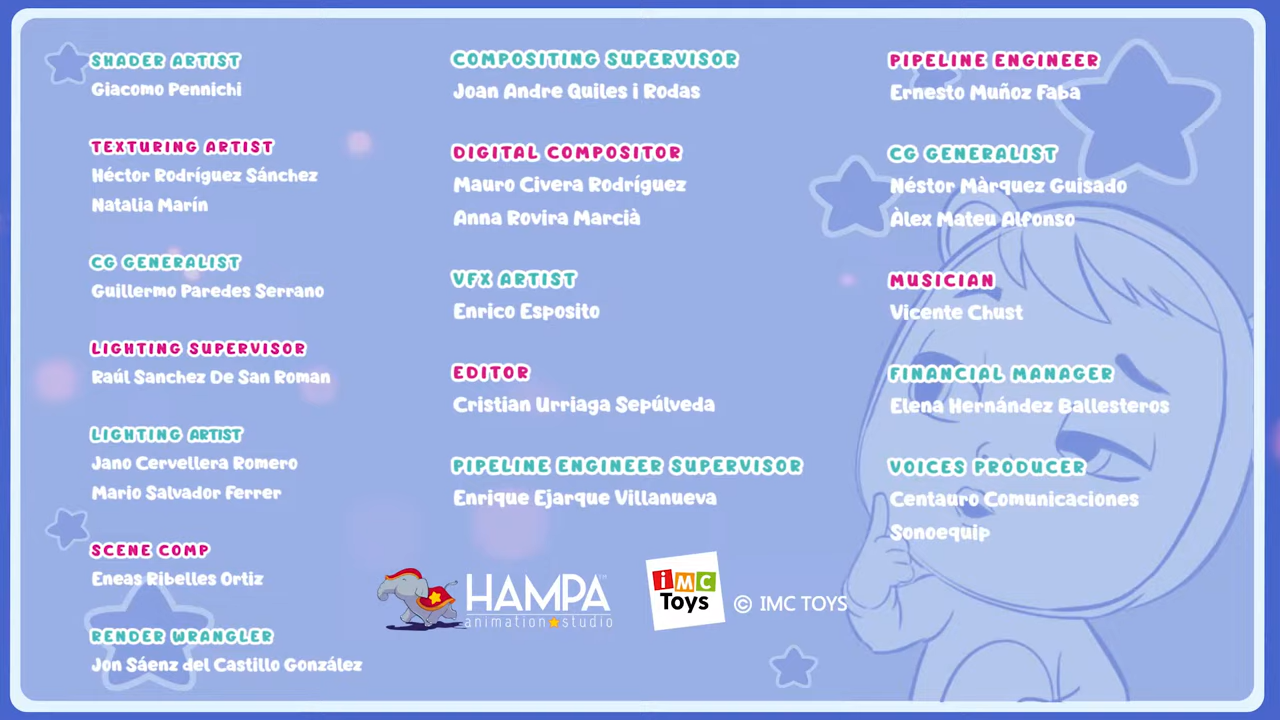 SHADER ARTIST
Giacomo Pennichi
TEXTURING ARTIST
Héctor Rodríguez Sánchez
Natalia Marín
CG GENERALIST
Guillermo Paredes Serrano
LIGHTING SUPERVISOR
Raúl Sanchez De San Roman
LIGHTING ARTIST
Jano Cervellera Romero
Mario Salvador Ferrer
SCENE COMP
Eneas Ribelles Ortiz
RENDER WRANGLER
Jon Sáenz del Castillo González
COMPOSITING SUPERVISOR
Joan Andre Quiles i Rodas
DIGITAL COMPOSITOR
Mauro Civera Rodríguez
Anna Rovira Marcià
VFX ARTIST
Enrico Esposito
EDITOR
Cristian Urriaga Sepúlveda
PIPELINE ENGINEER SUPERVISOR
Enrique Ejarque Villanueva
PIPELINE ENGINEER
Ernesto Muñoz Faba
CG GENERALIST
Néstor Màrquez Guisado
Àlex Mateu Alfonso
MUSICIAN
Vicente Chust
FINANCIAL MANAGER
Elena Hernández Ballesteros
VOICES PRODUCER
Centauro Comunicaciones
Sonoequip
HAMPA
animation studio
iMC
Toys
© IMC TOYS